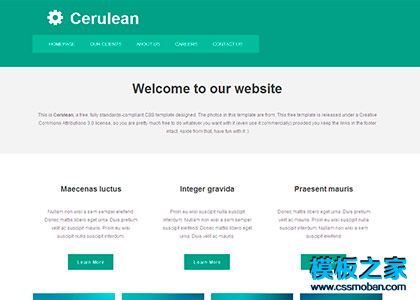 Cerulean
HOMEPAGE OUR CLIENTS ABOUT US CAREERS CONTACT US
Welcome to our website
This is Cerulean, a free, fully standards-compliant CSS template designed. The photos in this template are from. This free template is released under a Creative
Commons Attributions 3.0 license, so you are pretty much free to do whatever you want with it (even use it commercially) provided you keep the links in the footer
intact. Aside from that, have fun with it :)
Maecenas luctus
Integer gravida
Praesent mauris
Nullam non wisi a sem semper eleifend.
Donec mattis libero eget urna. Duis
pretium velit ac suscipit mauris. Proin eu wisi
suscipit nulla suscipit interdum.
Proin eu wisi suscipit nulla suscipit
interdum. Nullam non wisi a sem semper
suscipit eleifend. Donec mattis libero eget
urna. Duis velit ac mauris.
Donec mattis libero eget urna. Duis pretium
velit ac mauris. Proin eu wisi suscipit nulla
suscipit interdum. Nullam non wisi a sem
suscipit eleifend.
Learn More
Learn More
模板之家
www.cssmoban.com